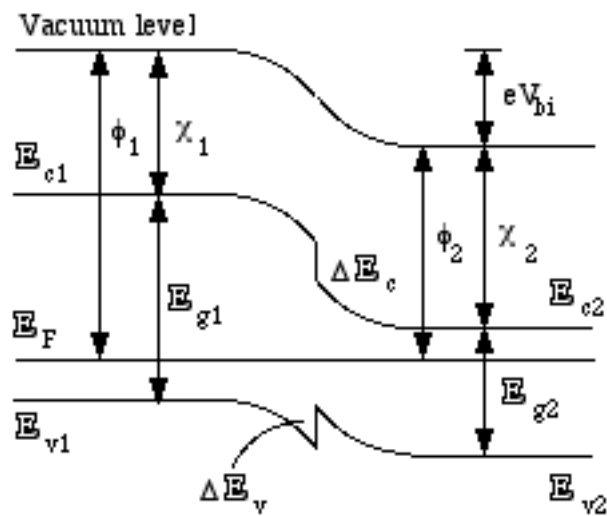 Vacuum level
eV_bi
ϕ_1
χ_1
E_c1
ϕ_2
χ_2
ΔE_c
E_c2
E_g1
E_F
E_g2
E_v1
ΔE_v
E_v2